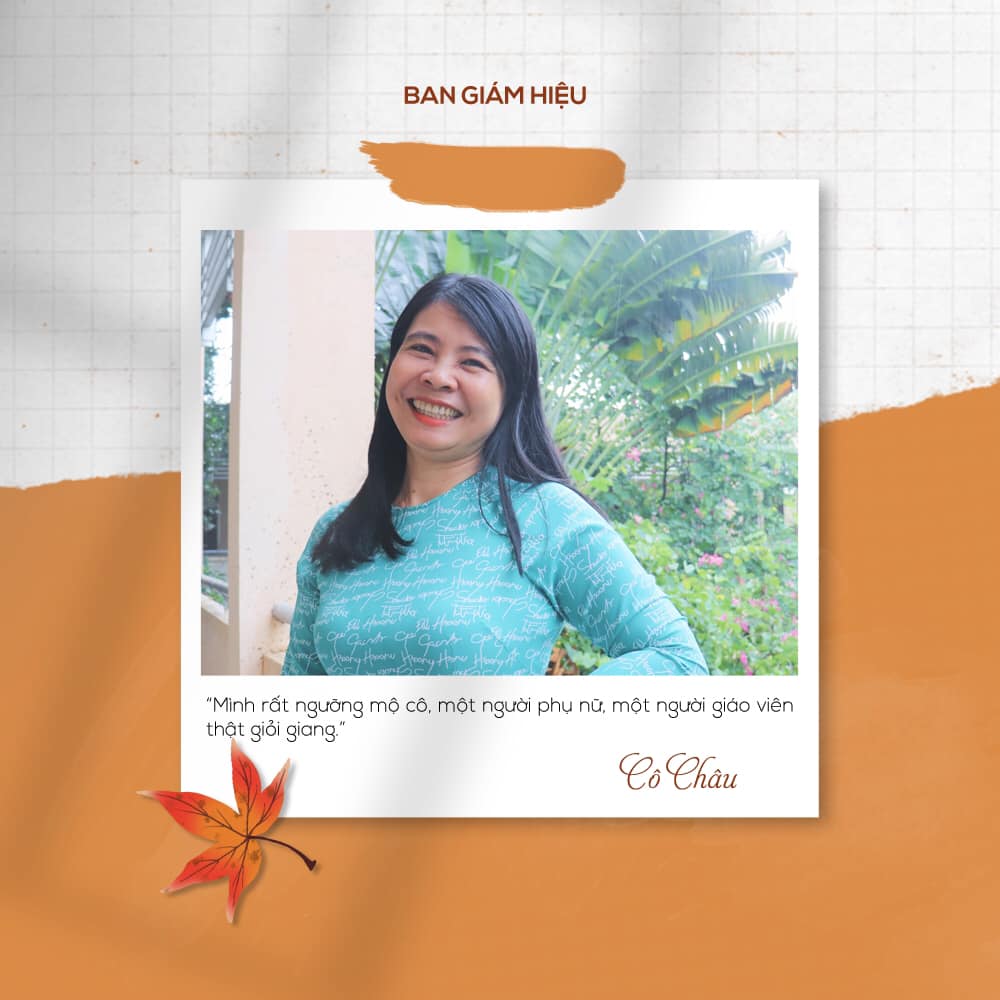 BAN GIÁM HIỆU
“Mình rất ngưỡng mộ cô, một người phụ nữ, một người giáo viên
thật giỏi giang.”
Cô Châu